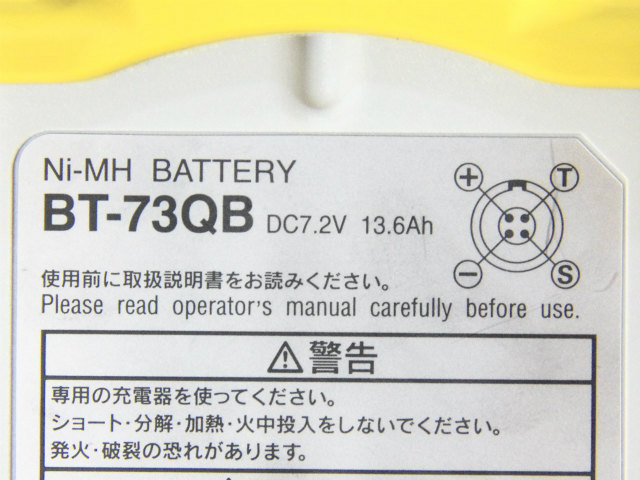 Ni-MH BATTERY
BT-73QB DC7.2V 13.6Ah
+ T
− S
使用前に取扱説明書をお読みください。
Please read operator's manual carefully before use.
⚠警告
専用の充電器を使ってください。
ショート・分解・加熱・火中投入をしないでください。
発火・破裂の恐れがあります。